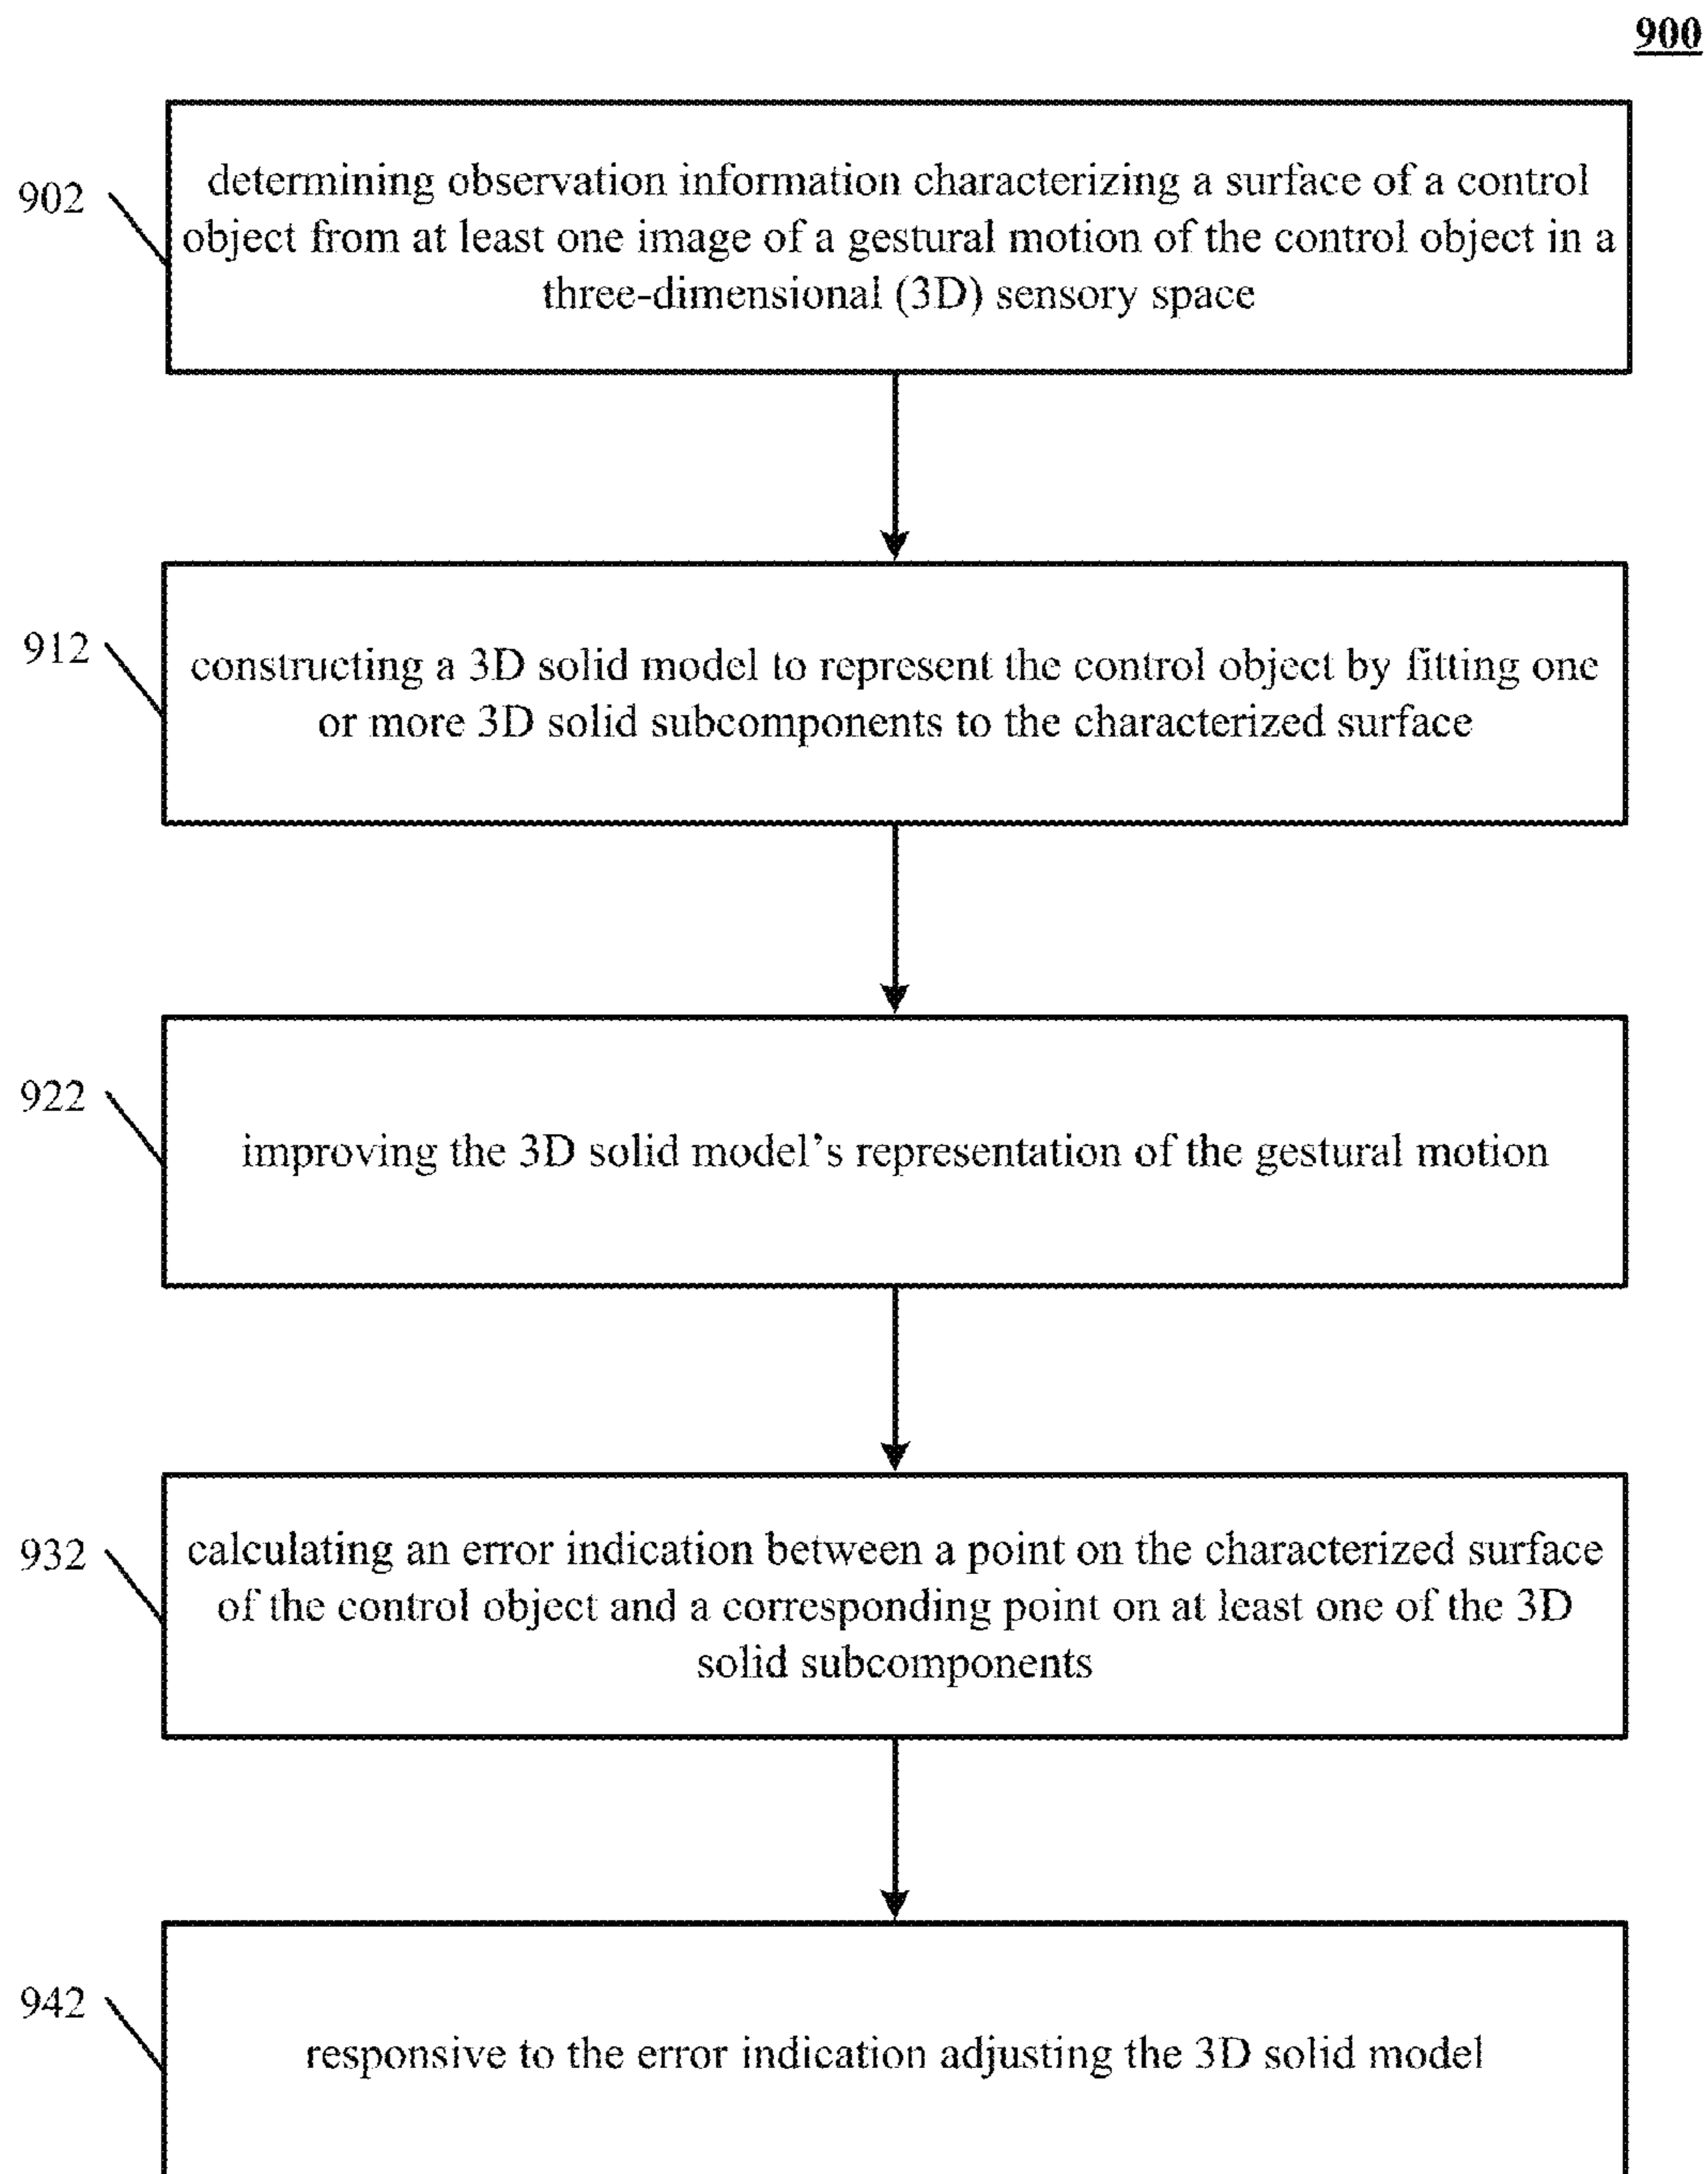 900
902
determining observation information characterizing a surface of a control
object from at least one image of a gestural motion of the control object in a
three-dimensional (3D) sensory space
912
constructing a 3D solid model to represent the control object by fitting one
or more 3D solid subcomponents to the characterized surface
922
improving the 3D solid model's representation of the gestural motion
932
calculating an error indication between a point on the characterized surface
of the control object and a corresponding point on at least one of the 3D
solid subcomponents
942
responsive to the error indication adjusting the 3D solid model